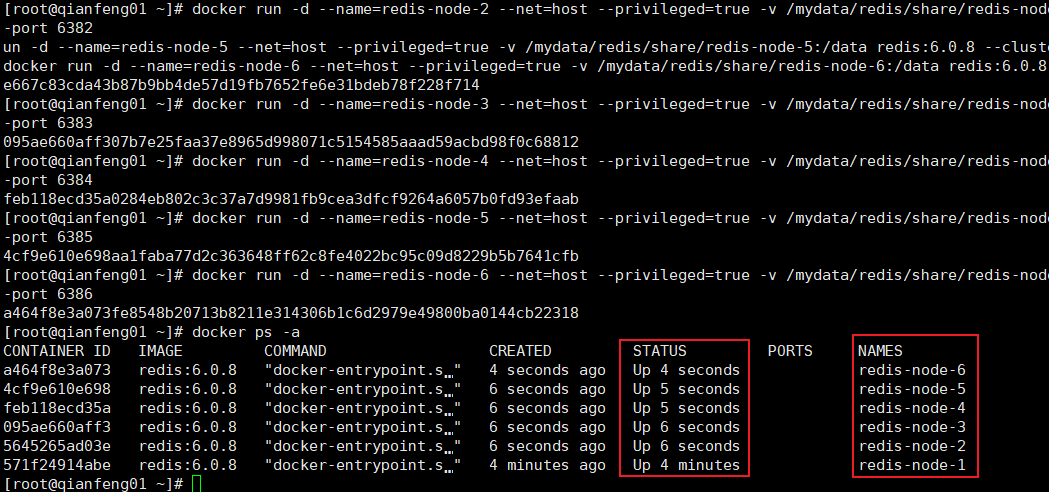 [root@qianfeng01 ~]# docker run -d --name=redis-node-2 --net=host --privileged=true -v /mydata/redis/share/redis-nod
-port 6382
un -d --name=redis-node-5 --net=host --privileged=true -v /mydata/redis/share/redis-node-5:/data redis:6.0.8 --cluste
docker run -d --name=redis-node-6 --net=host --privileged=true -v /mydata/redis/share/redis-node-6:/data redis:6.0.8
e667c83cda43b87b9bb4de57d19fb7652fe6e31bdeb78f228f714
[root@qianfeng01 ~]# docker run -d --name=redis-node-3 --net=host --privileged=true -v /mydata/redis/share/redis-nod
-port 6383
095ae660aff307b7e25faa37e8965d998071c5154585aaad59acbd98f0c68812
[root@qianfeng01 ~]# docker run -d --name=redis-node-4 --net=host --privileged=true -v /mydata/redis/share/redis-nod
-port 6384
feb118ecd35a0284eb802c3c37a7d9981fb9cea3dfcf9264a6057b0fd93efaab
[root@qianfeng01 ~]# docker run -d --name=redis-node-5 --net=host --privileged=true -v /mydata/redis/share/redis-nod
-port 6385
4cf9e610e698aa1faba77d2c363648ff62c8fe4022bc95c09d8229b5b7641cfb
[root@qianfeng01 ~]# docker run -d --name=redis-node-6 --net=host --privileged=true -v /mydata/redis/share/redis-nod
-port 6386
a464f8e3a073fe8548b20713b8211e314306b1c6d2979e49800ba0144cb22318
[root@qianfeng01 ~]# docker ps -a
CONTAINER ID   IMAGE         COMMAND                  CREATED         STATUS         PORTS     NAMES
a464f8e3a073   redis:6.0.8   "docker-entrypoint.s…"   4 seconds ago   Up 4 seconds             redis-node-6
4cf9e610e698   redis:6.0.8   "docker-entrypoint.s…"   6 seconds ago   Up 5 seconds             redis-node-5
feb118ecd35a   redis:6.0.8   "docker-entrypoint.s…"   6 seconds ago   Up 5 seconds             redis-node-4
095ae660aff3   redis:6.0.8   "docker-entrypoint.s…"   6 seconds ago   Up 6 seconds             redis-node-3
5645265ad03e   redis:6.0.8   "docker-entrypoint.s…"   6 seconds ago   Up 6 seconds             redis-node-2
571f24914abe   redis:6.0.8   "docker-entrypoint.s…"   4 minutes ago   Up 4 minutes             redis-node-1
[root@qianfeng01 ~]#